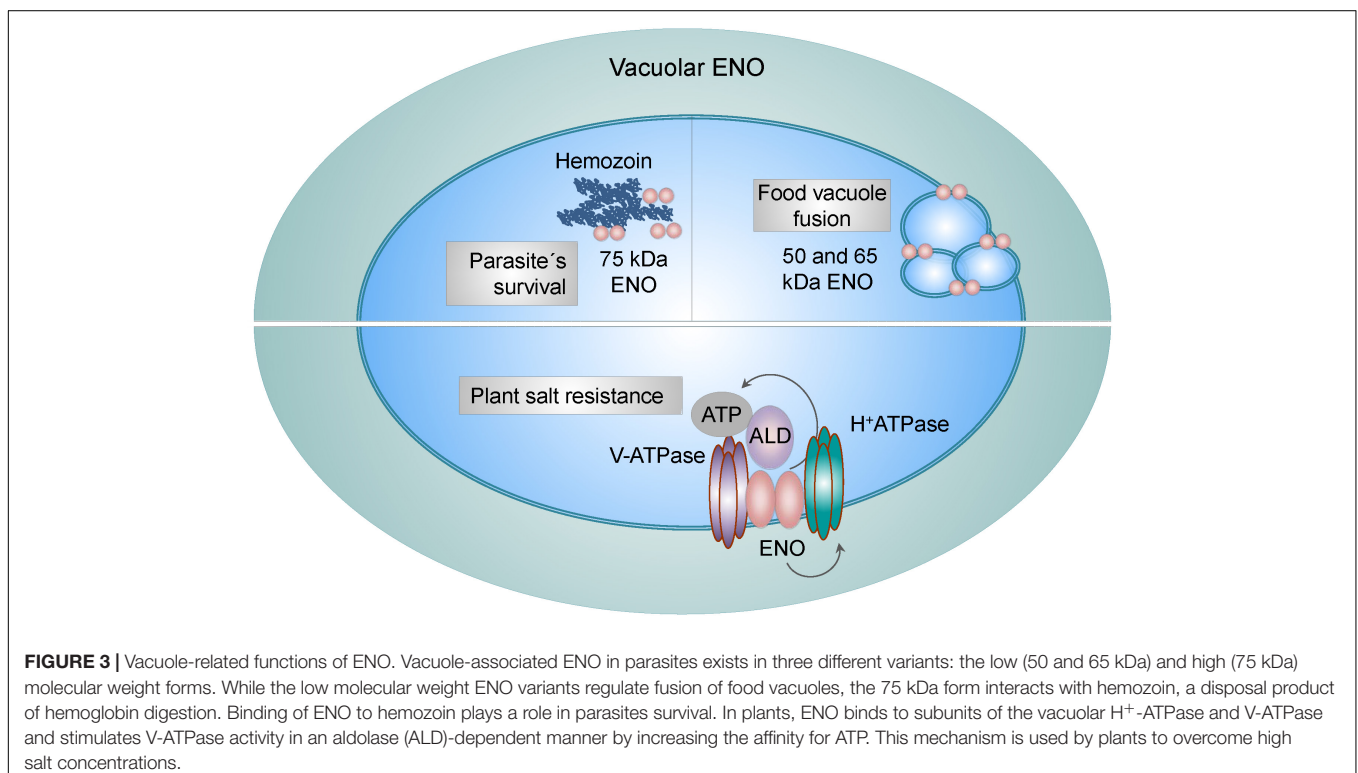 Vacuolar ENO
Hemozoin
Parasite´s
survival
75 kDa
ENO
Food vacuole
fusion
50 and 65
kDa ENO
Plant salt resistance
ATP
ALD
H+ATPase
V-ATPase
ENO
FIGURE 3 | Vacuole-related functions of ENO. Vacuole-associated ENO in parasites exists in three different variants: the low (50 and 65 kDa) and high (75 kDa)
molecular weight forms. While the low molecular weight ENO variants regulate fusion of food vacuoles, the 75 kDa form interacts with hemozoin, a disposal product
of hemoglobin digestion. Binding of ENO to hemozoin plays a role in parasites survival. In plants, ENO binds to subunits of the vacuolar H+-ATPase and V-ATPase
and stimulates V-ATPase activity in an aldolase (ALD)-dependent manner by increasing the affinity for ATP. This mechanism is used by plants to overcome high
salt concentrations.